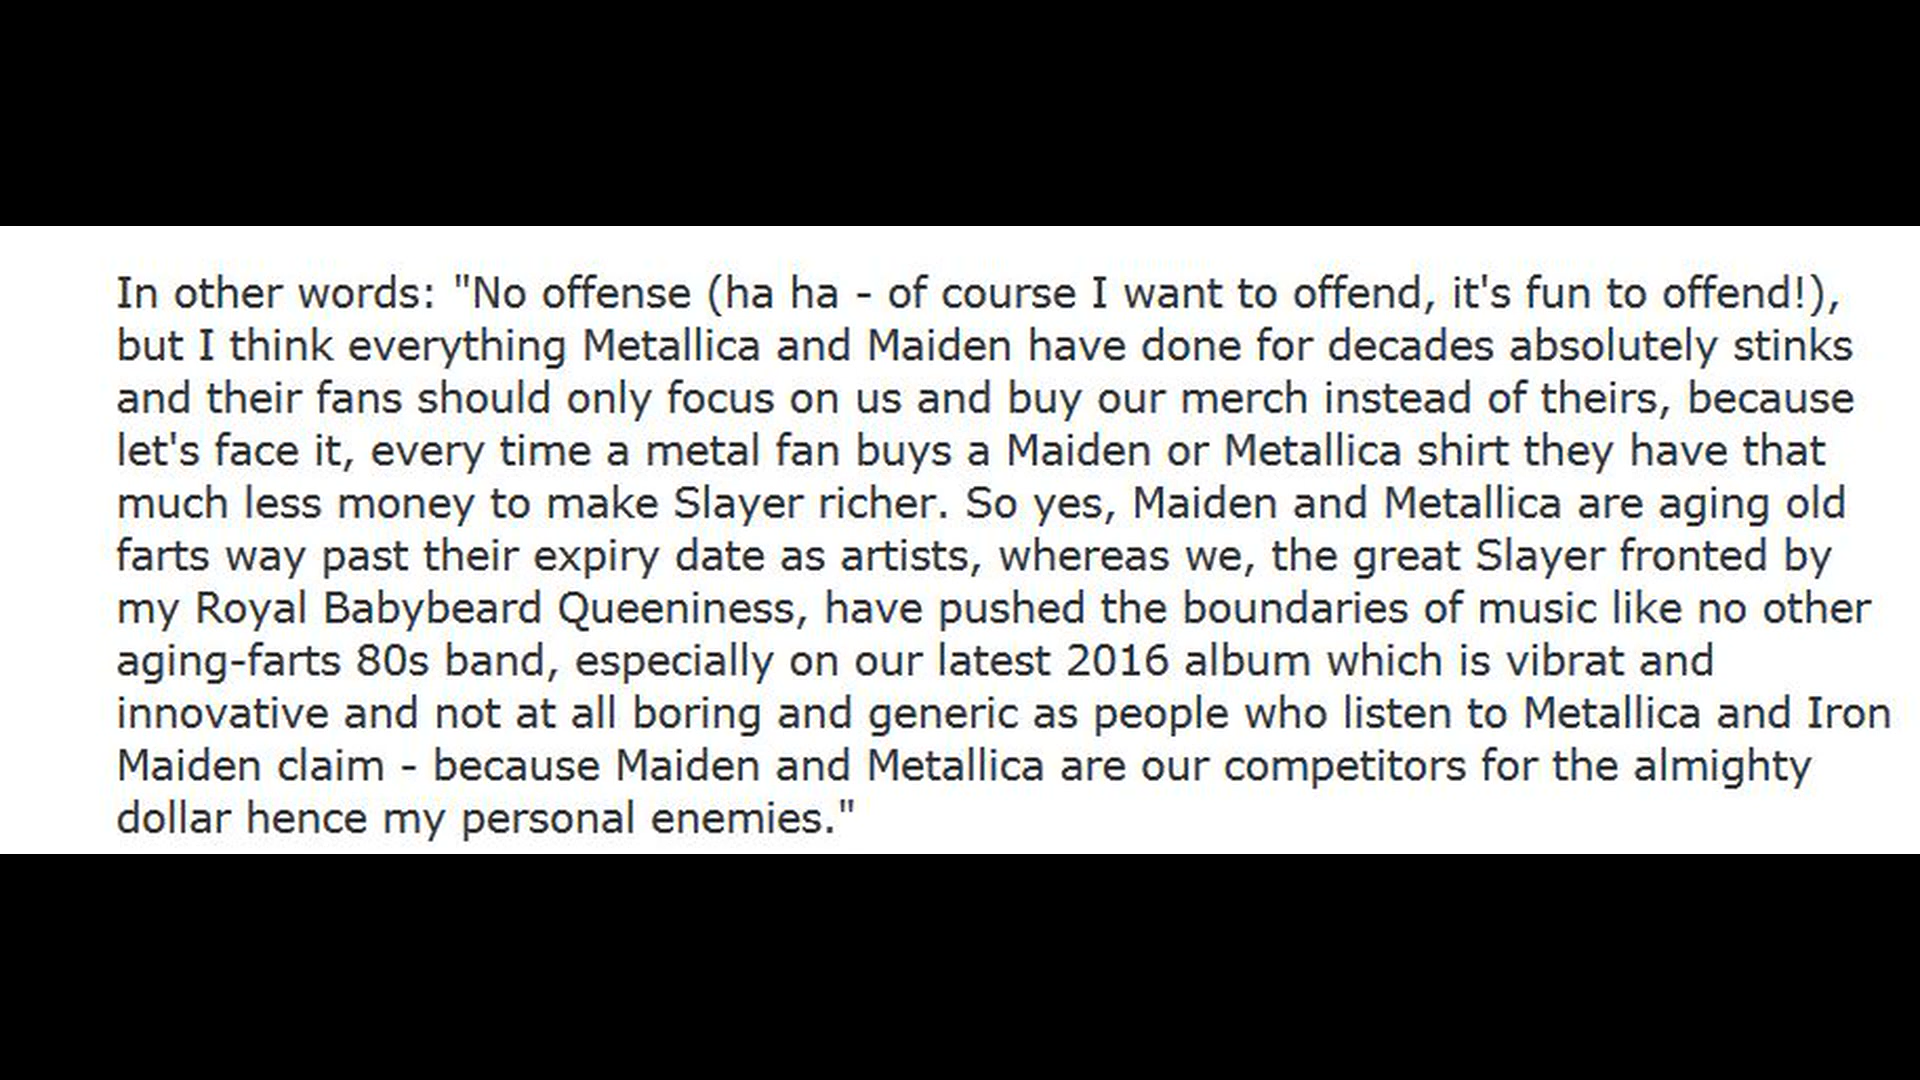 In other words: "No offense (ha ha - of course I want to offend, it's fun to offend!),
but I think everything Metallica and Maiden have done for decades absolutely stinks
and their fans should only focus on us and buy our merch instead of theirs, because
let's face it, every time a metal fan buys a Maiden or Metallica shirt they have that
much less money to make Slayer richer. So yes, Maiden and Metallica are aging old
farts way past their expiry date as artists, whereas we, the great Slayer fronted by
my Royal Babybeard Queeniness, have pushed the boundaries of music like no other
aging-farts 80s band, especially on our latest 2016 album which is vibrat and
innovative and not at all boring and generic as people who listen to Metallica and Iron
Maiden claim - because Maiden and Metallica are our competitors for the almighty
dollar hence my personal enemies."